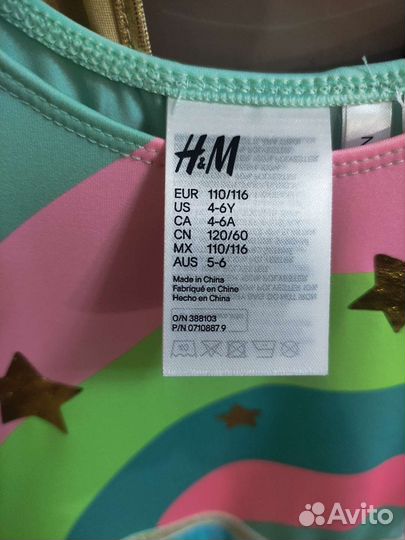 H&M
EUR 110/116
US 4-6Y
CA 4-6A
CN 120/60
MX 110/116
AUS 5-6
Made in China
Fabriqué en Chine
Hecho en China
O/N 388103
P/N 0710887 9
Avito